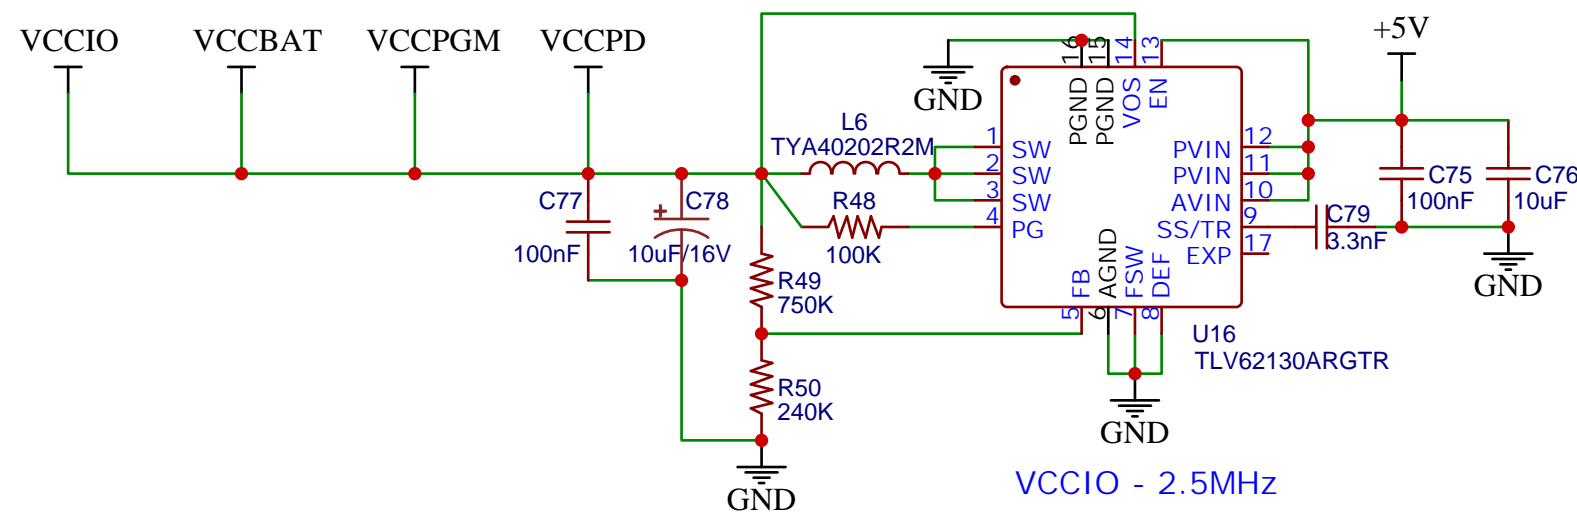 VCCIO
VCCBAT
VCCPGM
VCCPD
+5V
GND
16
15
14
13
PGND
PGND
VOS
EN
L6
TYA40202R2M
1
2
3
4
SW
SW
SW
PG
PVIN
PVIN
AVIN
SS/TR
EXP
12
11
10
9
17
C75
100nF
C76
10uF
C79
3.3nF
GND
C77
100nF
C78
+
10uF/16V
R48
100K
R49
750K
R50
240K
FB
AGND
FSW
DEF
5
6
7
8
U16
TLV62130ARGTR
GND
GND
VCCIO - 2.5MHz